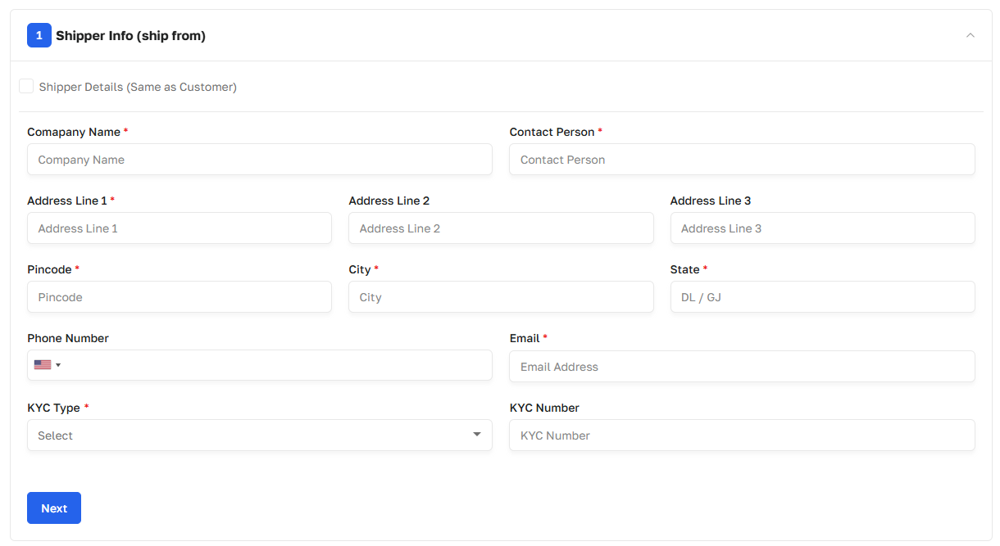 1 Shipper Info (ship from)
Shipper Details (Same as Customer)
Comapany Name * Contact Person *
Company Name Contact Person
Address Line 1 * Address Line 2 Address Line 3
Address Line 1 Address Line 2 Address Line 3
Pincode * City * State *
Pincode City DL / GJ
Phone Number Email *
Email Address
KYC Type * KYC Number
Select KYC Number
Next